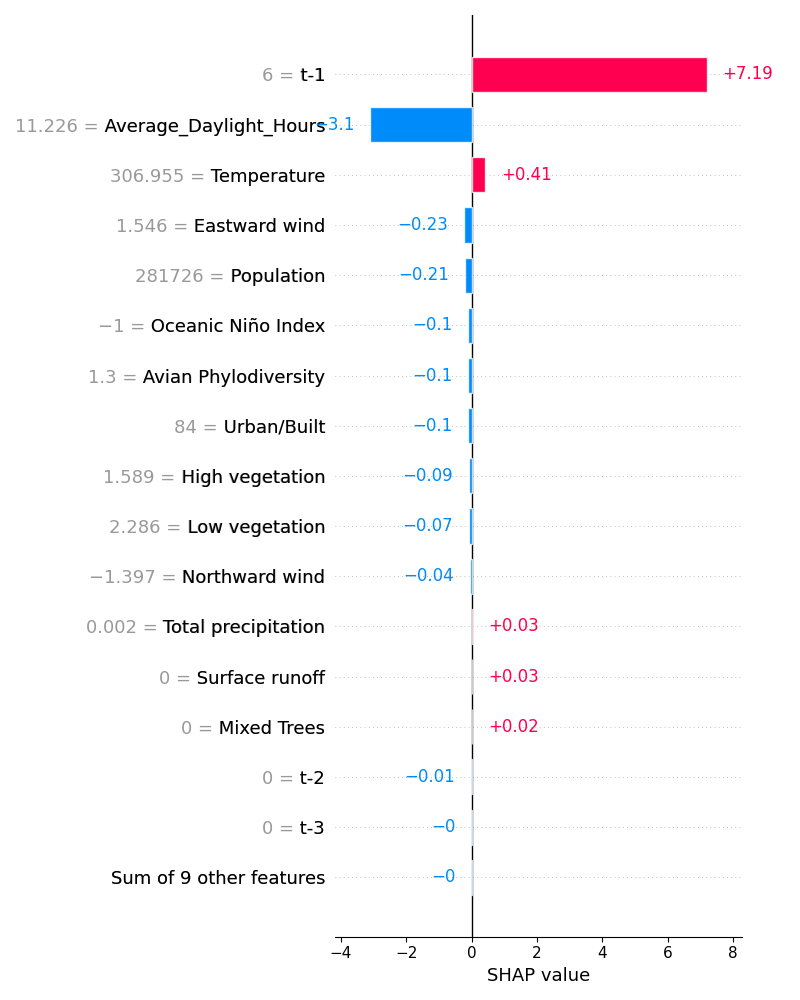 6 = t-1 +7.19
11.226 = Average_Daylight_Hours −3.1
306.955 = Temperature +0.41
1.546 = Eastward wind −0.23
281726 = Population −0.21
−1 = Oceanic Niño Index −0.1
1.3 = Avian Phylodiversity −0.1
84 = Urban/Built −0.1
1.589 = High vegetation −0.09
2.286 = Low vegetation −0.07
−1.397 = Northward wind −0.04
0.002 = Total precipitation +0.03
0 = Surface runoff +0.03
0 = Mixed Trees +0.02
0 = t-2 −0.01
0 = t-3 −0
Sum of 9 other features −0
−4 −2 0 2 4 6 8
SHAP value